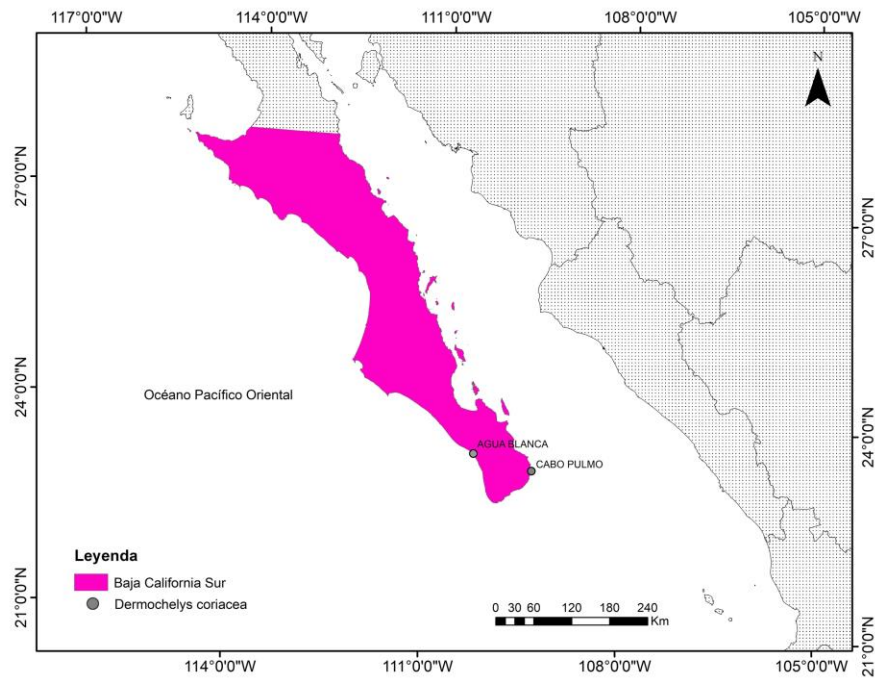 117°0'0"W 114°0'0"W 111°0'0"W 108°0'0"W 105°0'0"W
N
27°0'0"N
27°0'0"N
24°0'0"N
Océano Pacífico Oriental
24°0'0"N
AGUA BLANCA
CABO PULMO
Leyenda
Baja California Sur
Dermochelys coriacea
21°0'0"N
0 30 60 120 180 240
Km
21°0'0"N
114°0'0"W 111°0'0"W 108°0'0"W 105°0'0"W